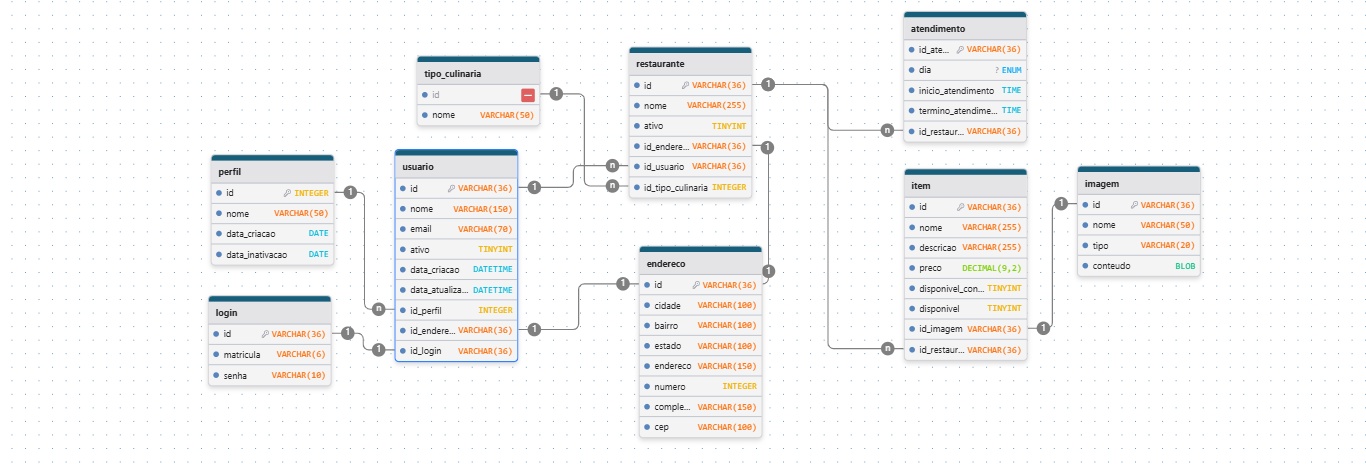 atendimento
id_ate... VARCHAR(36)
dia ? ENUM
inicio_atendimento TIME
termino_atendime... TIME
id_restaur... VARCHAR(36)
restaurante
id VARCHAR(36)
nome VARCHAR(255)
ativo TINYINT
id_endere... VARCHAR(36)
id_usuario VARCHAR(36)
id_tipo_culinaria INTEGER
tipo_culinaria
id
nome VARCHAR(50)
perfil
id INTEGER
nome VARCHAR(50)
data_criacao DATE
data_inativacao DATE
usuario
id VARCHAR(36)
nome VARCHAR(150)
email VARCHAR(70)
ativo TINYINT
data_criacao DATETIME
data_atualiza... DATETIME
id_perfil INTEGER
id_endere... VARCHAR(36)
id_login VARCHAR(36)
item
id VARCHAR(36)
nome VARCHAR(255)
descricao VARCHAR(255)
preco DECIMAL(9,2)
disponivel_con... TINYINT
disponivel TINYINT
id_imagem VARCHAR(36)
id_restaur... VARCHAR(36)
imagem
id VARCHAR(36)
nome VARCHAR(50)
tipo VARCHAR(20)
conteudo BLOB
endereco
id VARCHAR(36)
cidade VARCHAR(100)
bairro VARCHAR(100)
estado VARCHAR(100)
endereco VARCHAR(150)
numero INTEGER
comple... VARCHAR(150)
cep VARCHAR(100)
login
id VARCHAR(36)
matricula VARCHAR(6)
senha VARCHAR(10)
1
n
1
n
1
n
1
n
n
1
1
1
1
1
1
1
1
1